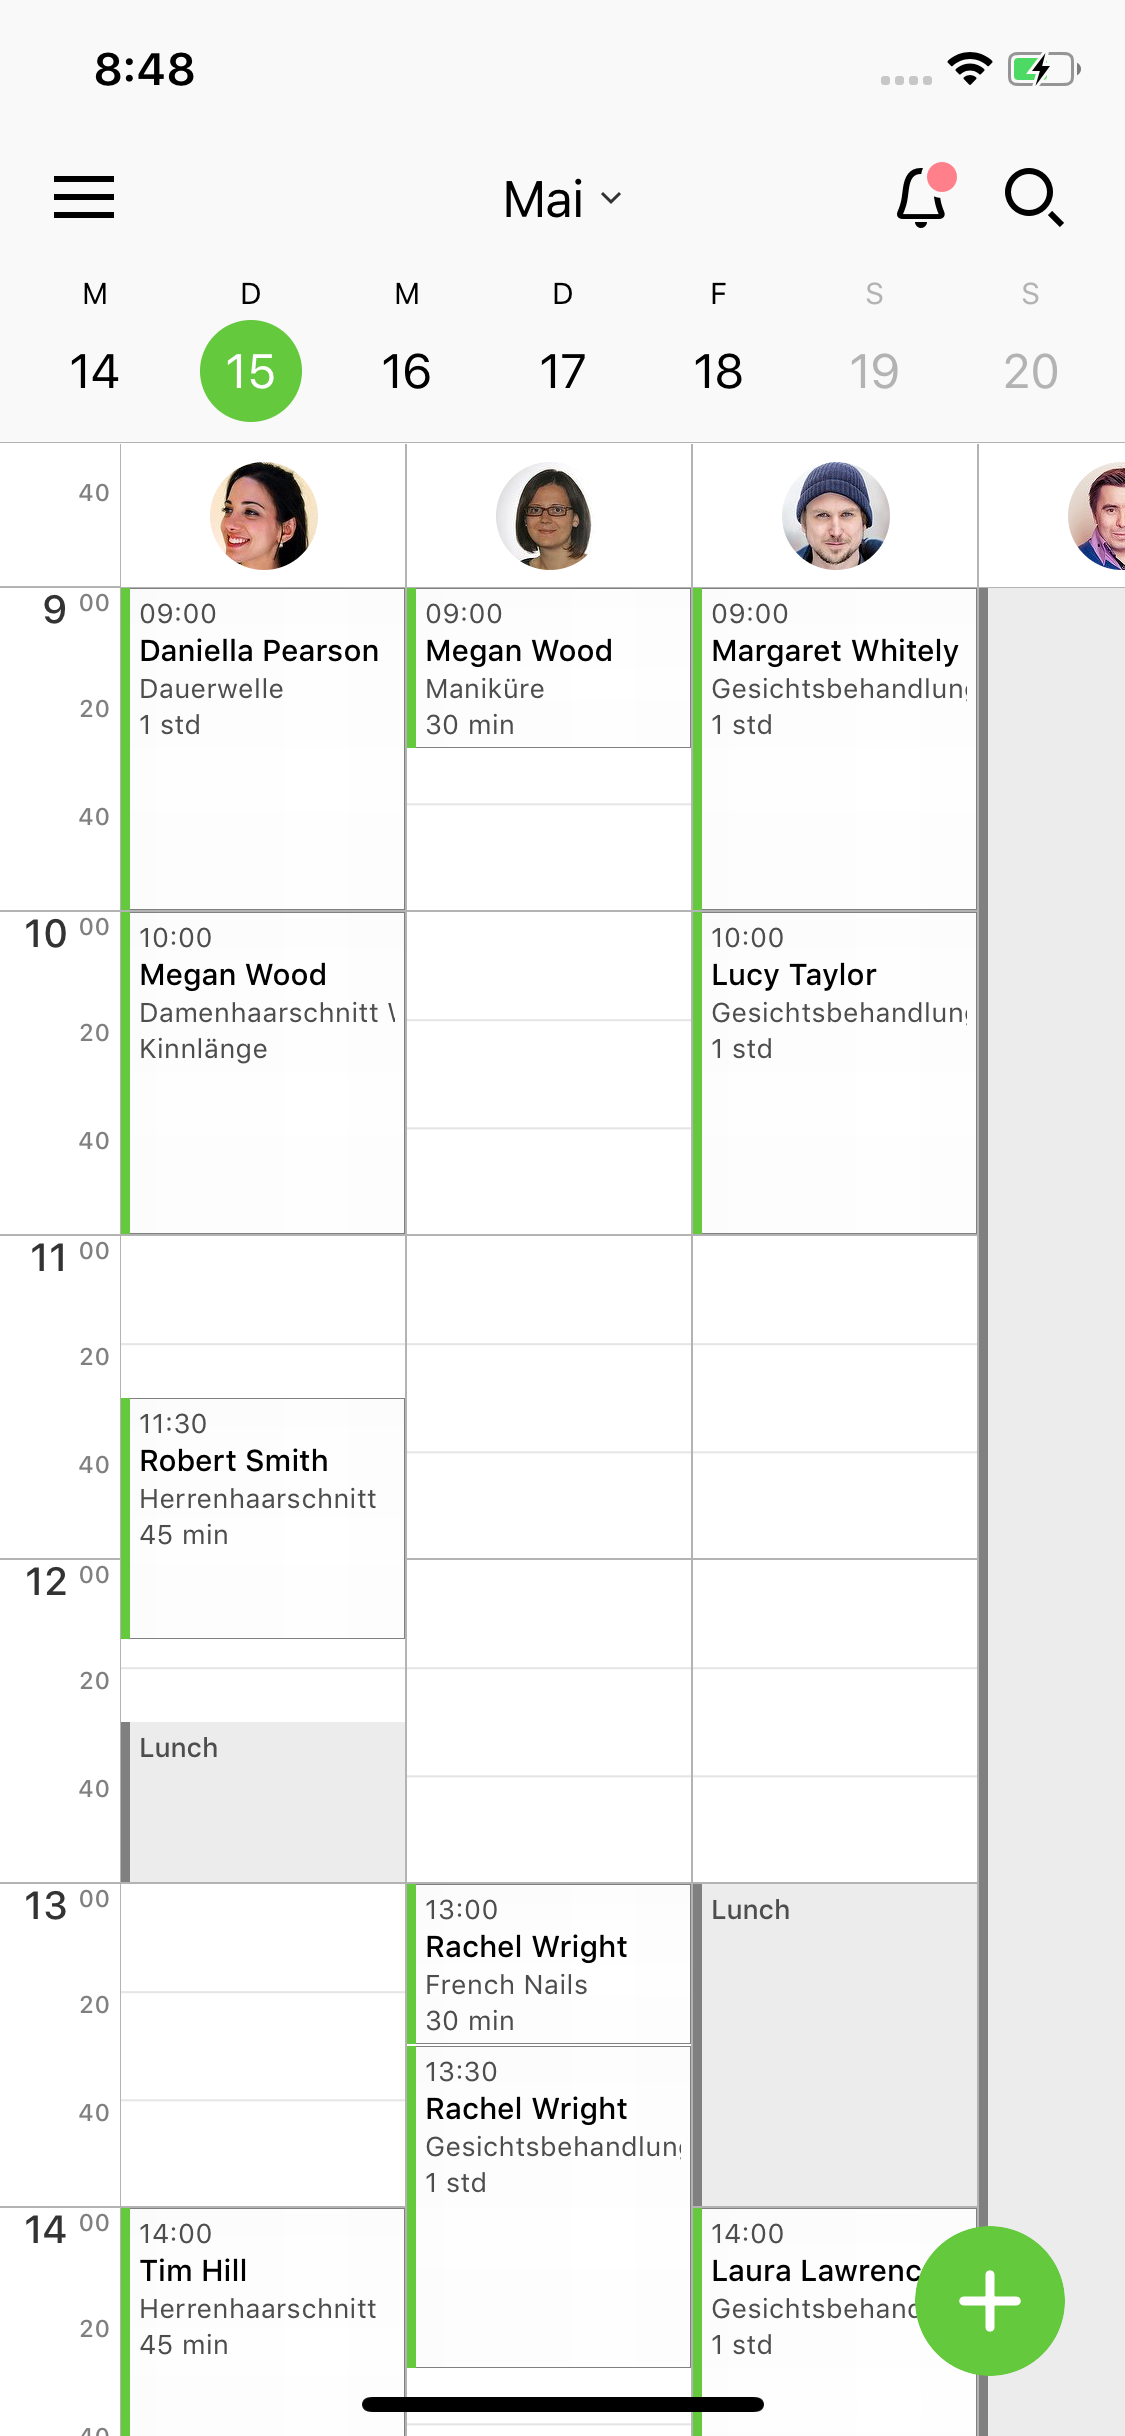 8:48
Mai
M D M D F S S
14 15 16 17 18 19 20
40
9 00
20
40
10 00
20
40
11 00
20
40
12 00
20
40
13 00
20
40
14 00
20
40
09:00
Daniella Pearson
Dauerwelle
1 std
10:00
Megan Wood
Damenhaarschnitt
Kinnlänge
11:30
Robert Smith
Herrenhaarschnitt
45 min
Lunch
14:00
Tim Hill
Herrenhaarschnitt
45 min
09:00
Megan Wood
Maniküre
30 min
13:00
Rachel Wright
French Nails
30 min
13:30
Rachel Wright
Gesichtsbehandlung
1 std
09:00
Margaret Whitely
Gesichtsbehandlung
1 std
10:00
Lucy Taylor
Gesichtsbehandlung
1 std
Lunch
14:00
Laura Lawrenc
Gesichtsbehand
1 std